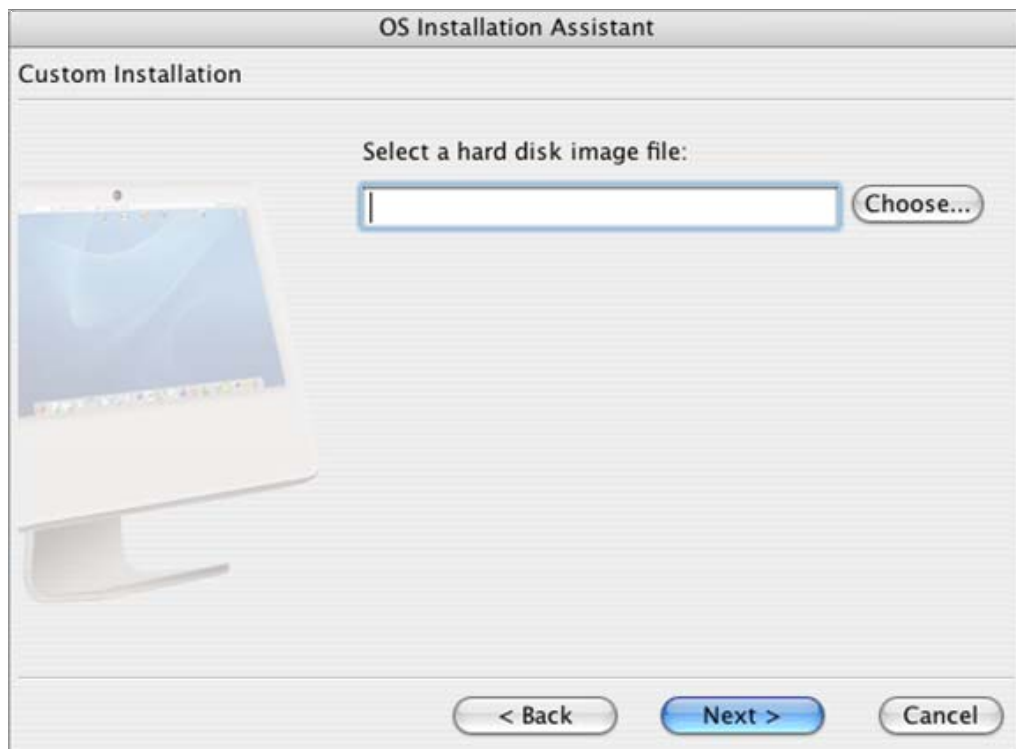 OS Installation Assistant
Custom Installation
Select a hard disk image file:
Choose...
< Back
Next >
Cancel